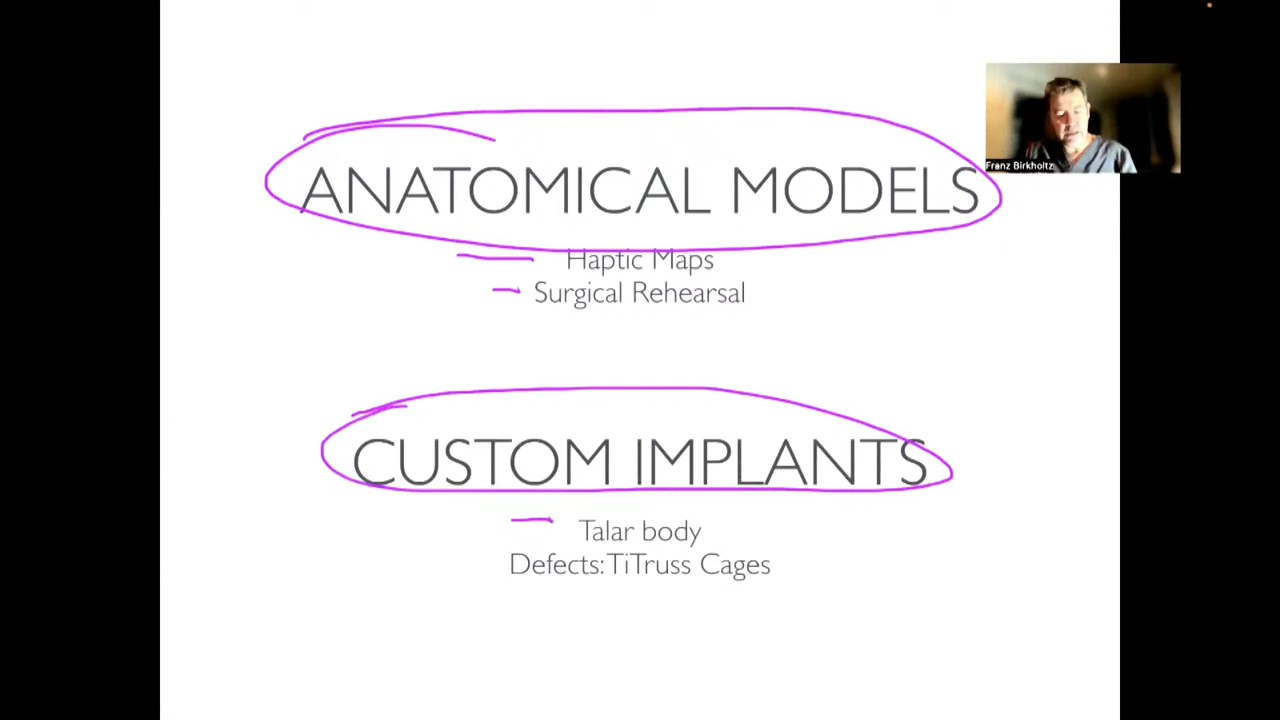 ANATOMICAL MODELS
Franz Birkholtz
Haptic Maps
Surgical Rehearsal
CUSTOM IMPLANTS
Talar body
Defects: TiTruss Cages